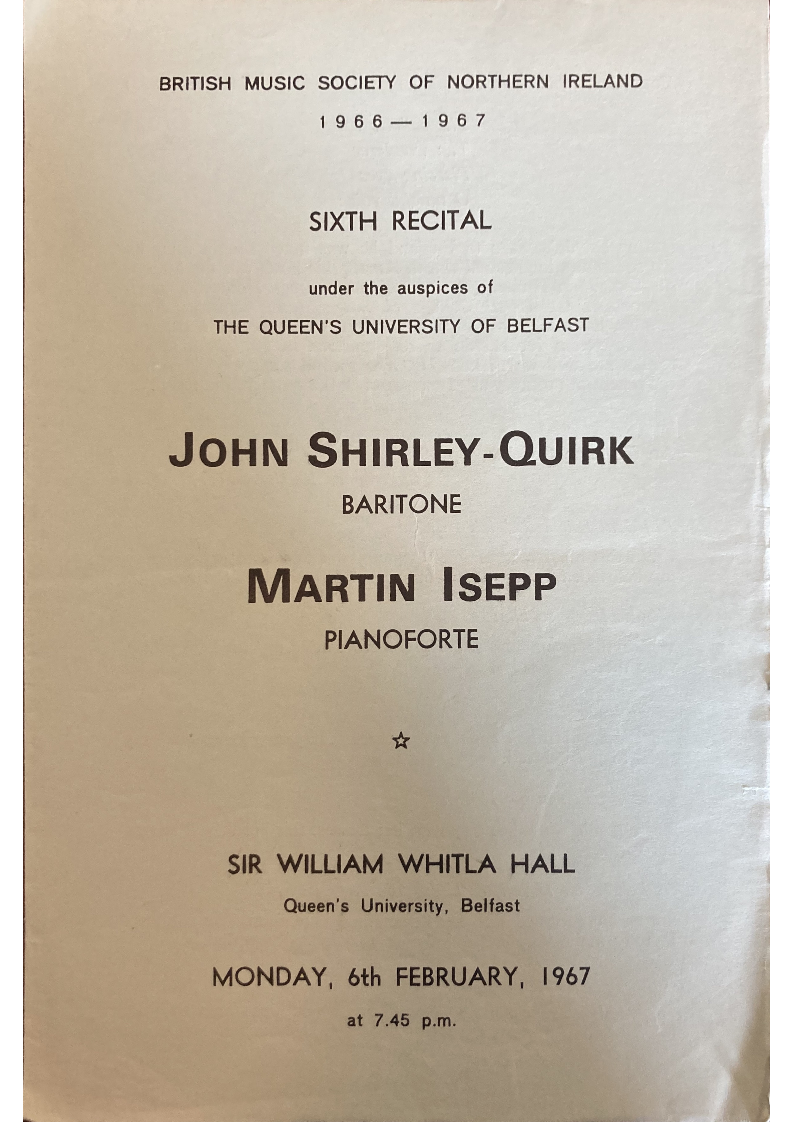 BRITISH MUSIC SOCIETY OF NORTHERN IRELAND
1966—1967
SIXTH RECITAL
under the auspices of
THE QUEEN'S UNIVERSITY OF BELFAST
JOHN SHIRLEY-QUIRK
BARITONE
MARTIN ISEPP
PIANOFORTE
☆
SIR WILLIAM WHITLA HALL
Queen's University, Belfast
MONDAY, 6th FEBRUARY, 1967
at 7.45 p.m.